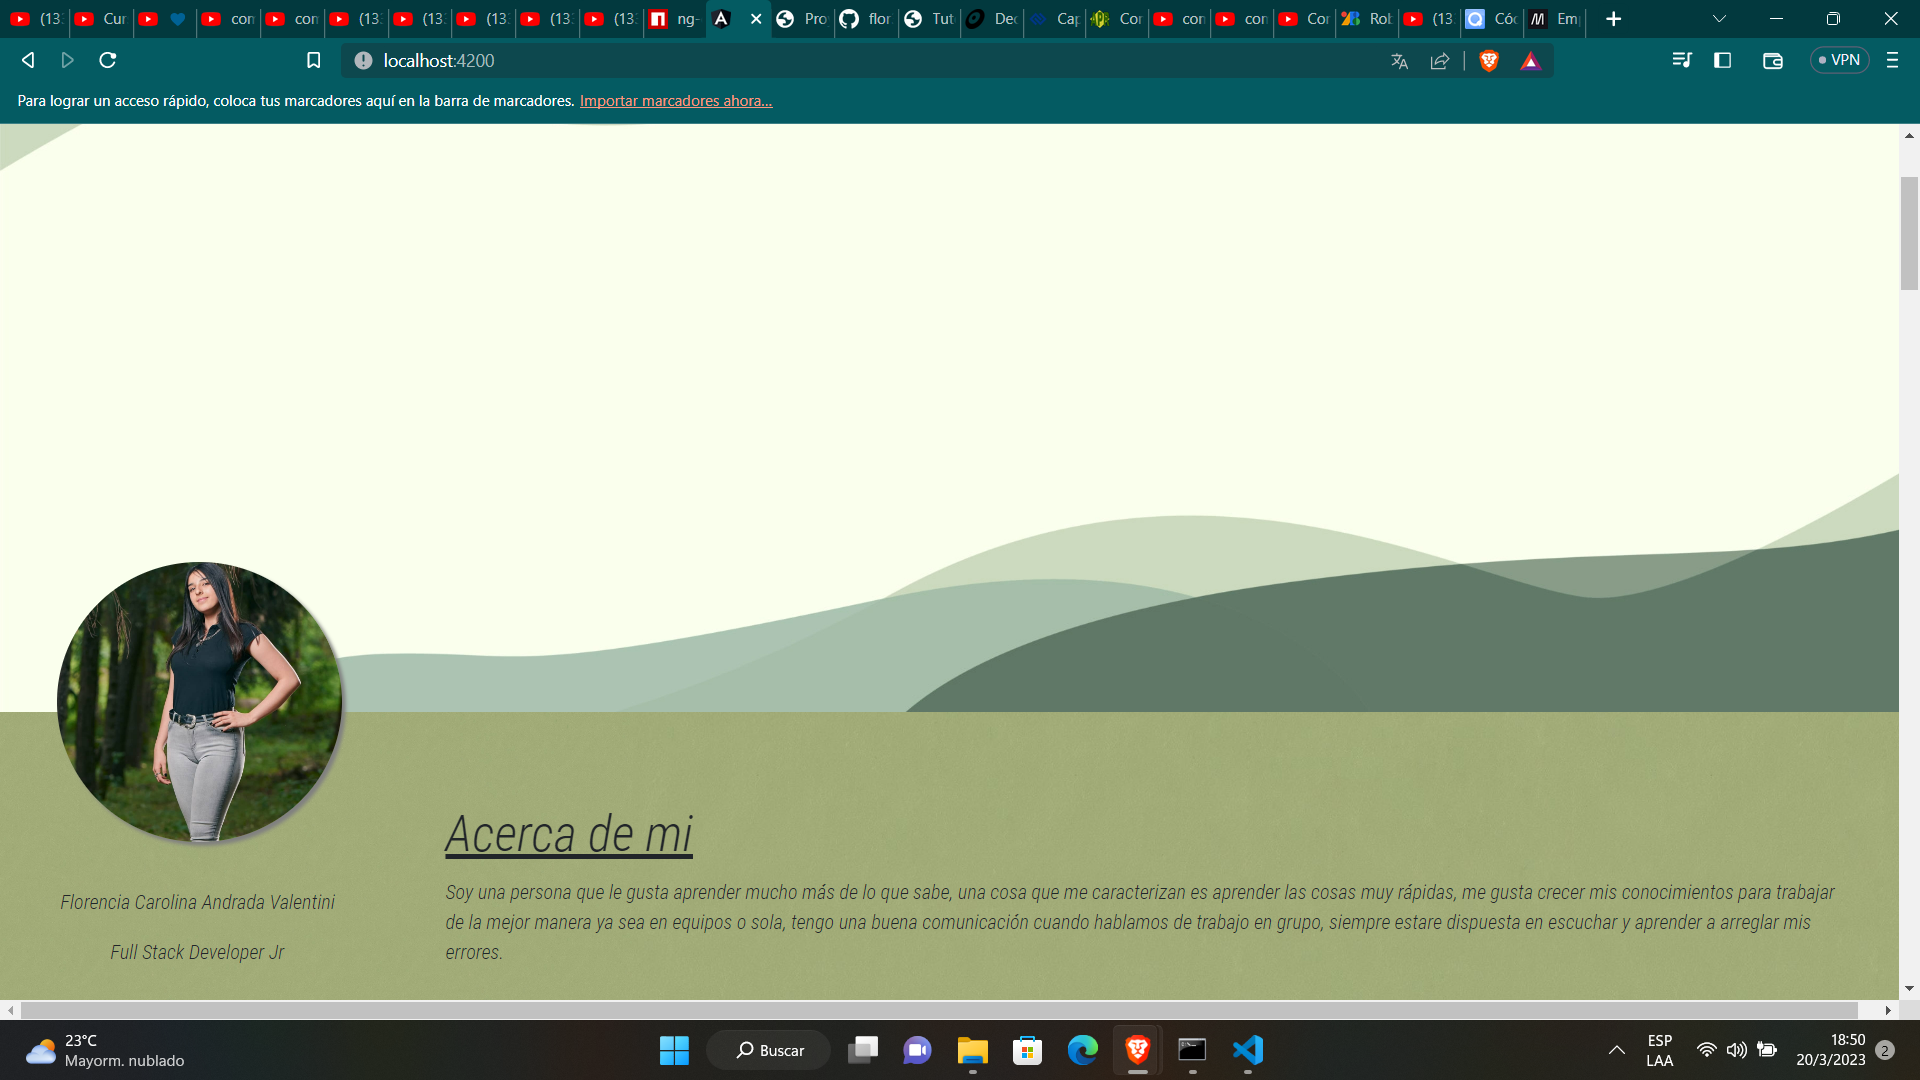 (13
Cur
con
con
(13
(13
(13
(13
(13
ng-
Pro
flor
Tut
Dec
Cap
Cor
con
con
Cor
Rob
(13
Cóc
Em
localhost:4200
VPN
Para lograr un acceso rápido, coloca tus marcadores aquí en la barra de marcadores. Importar marcadores ahora...
Acerca de mi
Soy una persona que le gusta aprender mucho más de lo que sabe, una cosa que me caracterizan es aprender las cosas muy rápidas, me gusta crecer mis conocimientos para trabajar
de la mejor manera ya sea en equipos o sola, tengo una buena comunicación cuando hablamos de trabajo en grupo, siempre estare dispuesta en escuchar y aprender a arreglar mis
errores.
Florencia Carolina Andrada Valentini
Full Stack Developer Jr
23°C
Mayorm. nublado
Buscar
ESP
LAA
18:50
20/3/2023
2